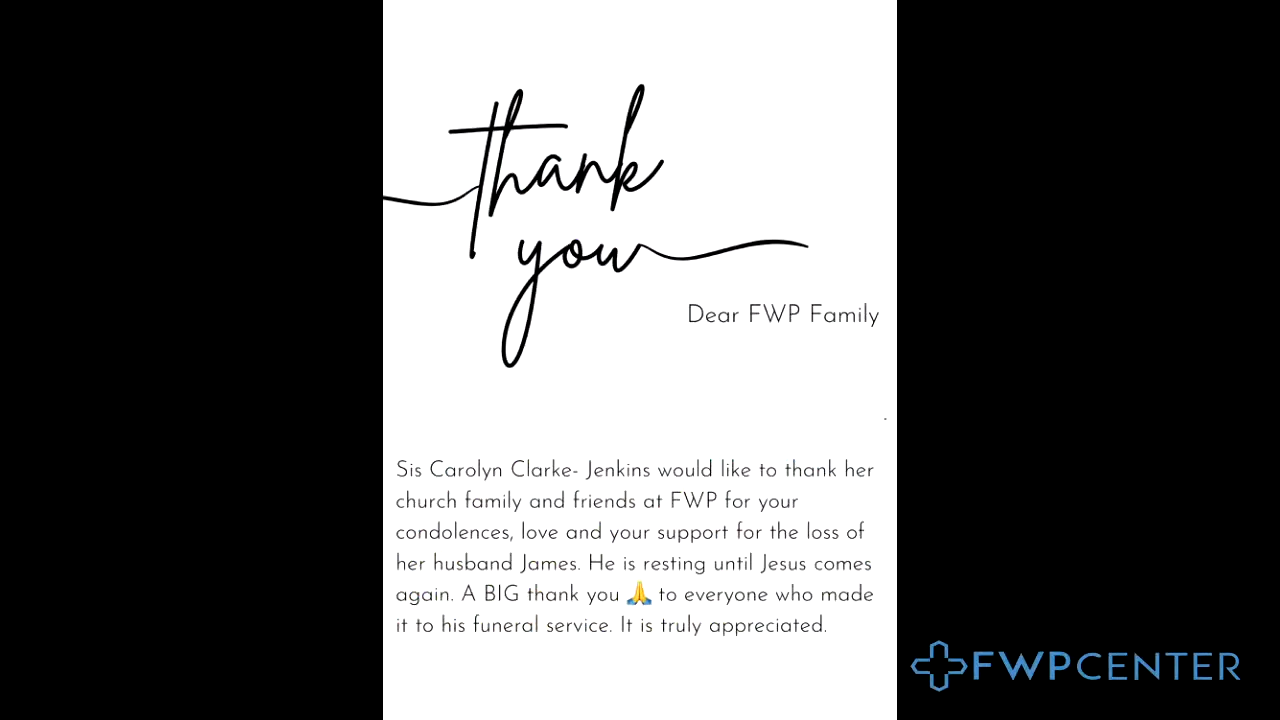 thank
you
Dear FWP Family
Sis Carolyn Clarke- Jenkins would like to thank her
church family and friends at FWP for your
condolences, love and your support for the loss of
her husband James. He is resting until Jesus comes
again. A BIG thank you 🙏 to everyone who made
it to his funeral service. It is truly appreciated.
FWPCENTER